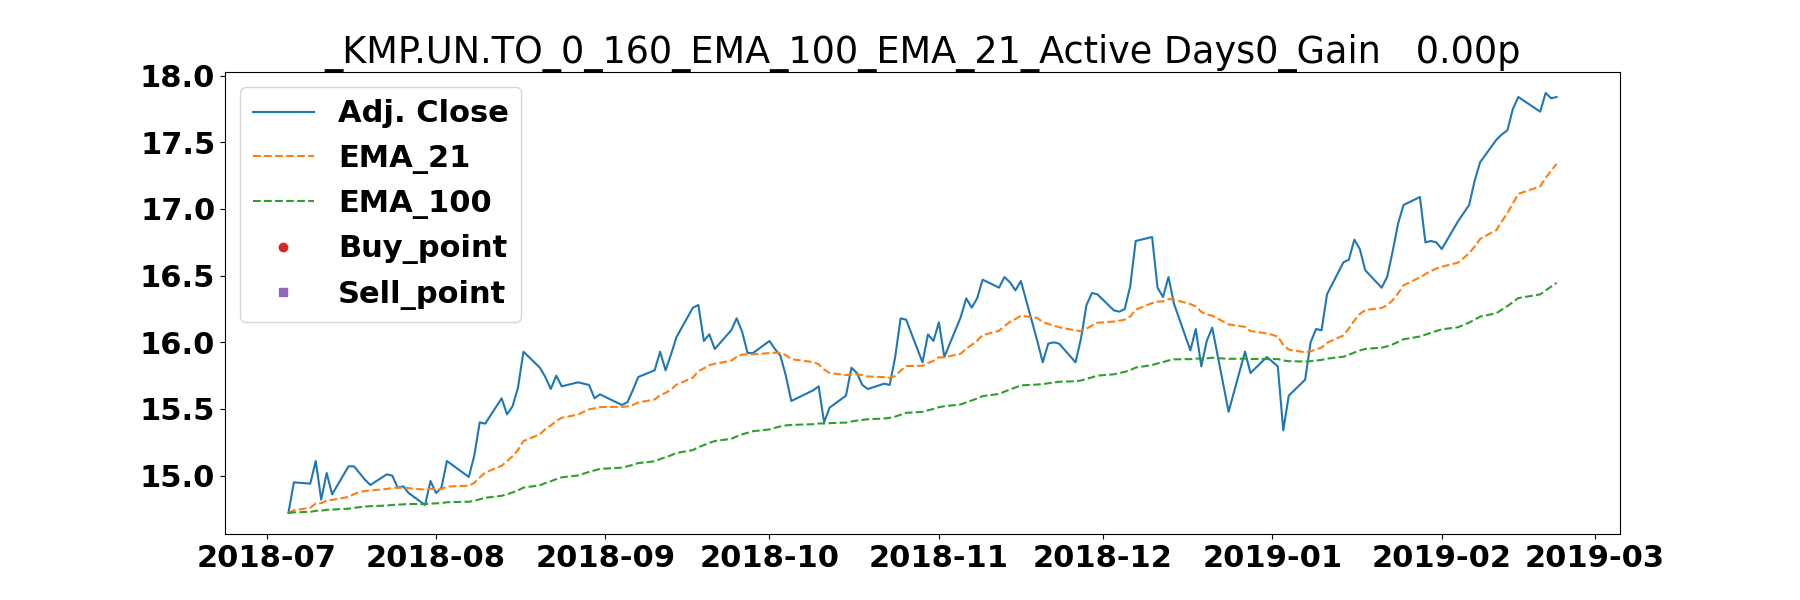 _KMP.UN.TO_0_160_EMA_100_EMA_21_Active Days0_Gain   0.00p
18.0
17.5
17.0
16.5
16.0
15.5
15.0
Adj. Close
EMA_21
EMA_100
Buy_point
Sell_point
2018-07 2018-08 2018-09 2018-10 2018-11 2018-12 2019-01 2019-02 2019-03